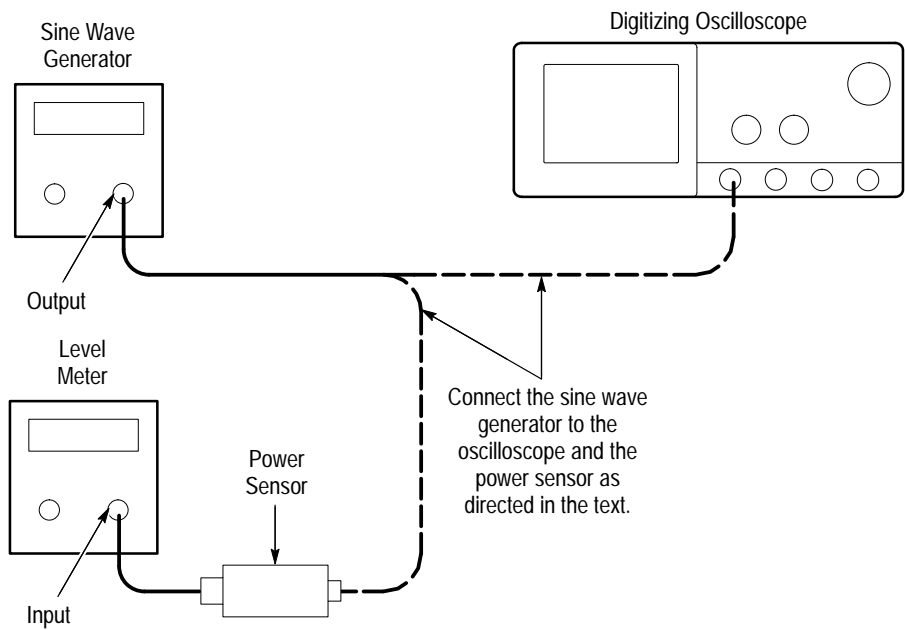 Digitizing Oscilloscope
Sine Wave
Generator
Output
Level
Meter
Connect the sine wave
generator to the
oscilloscope and the
power sensor as
directed in the text.
Power
Sensor
Input